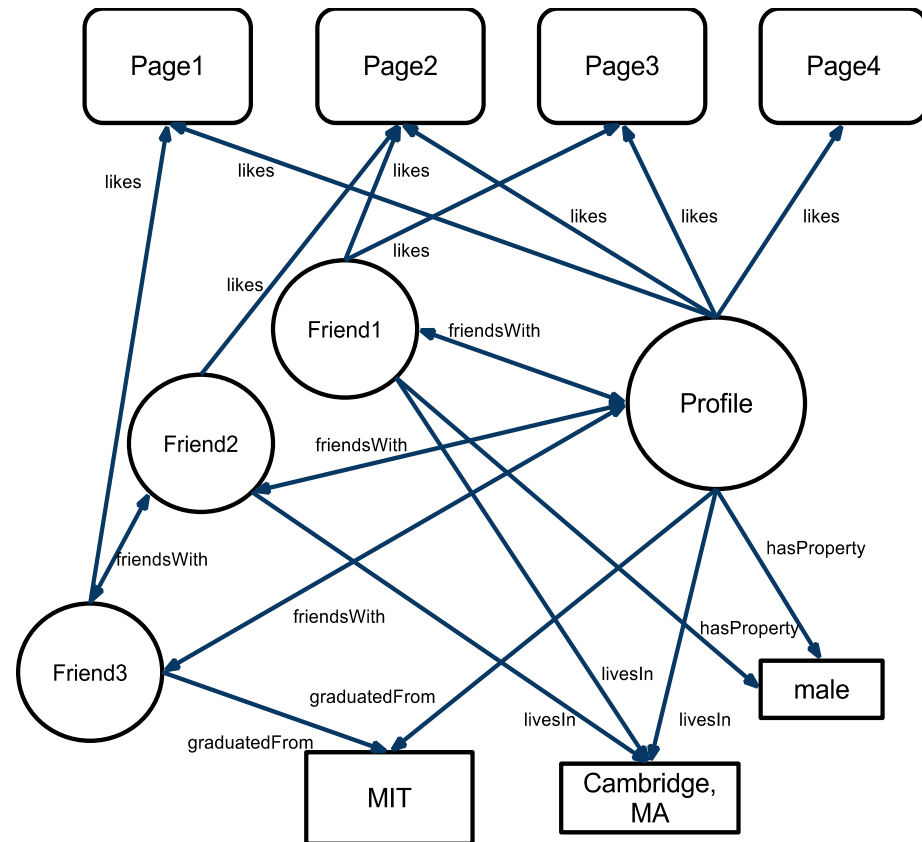 Page1
Page2
Page3
Page4
likes
likes
likes
likes
likes
likes
likes
likes
Friend1
friendsWith
Profile
Friend2
friendsWith
friendsWith
hasProperty
friendsWith
hasProperty
Friend3
livesIn
male
graduatedFrom
livesIn
livesIn
graduatedFrom
MIT
Cambridge,
MA